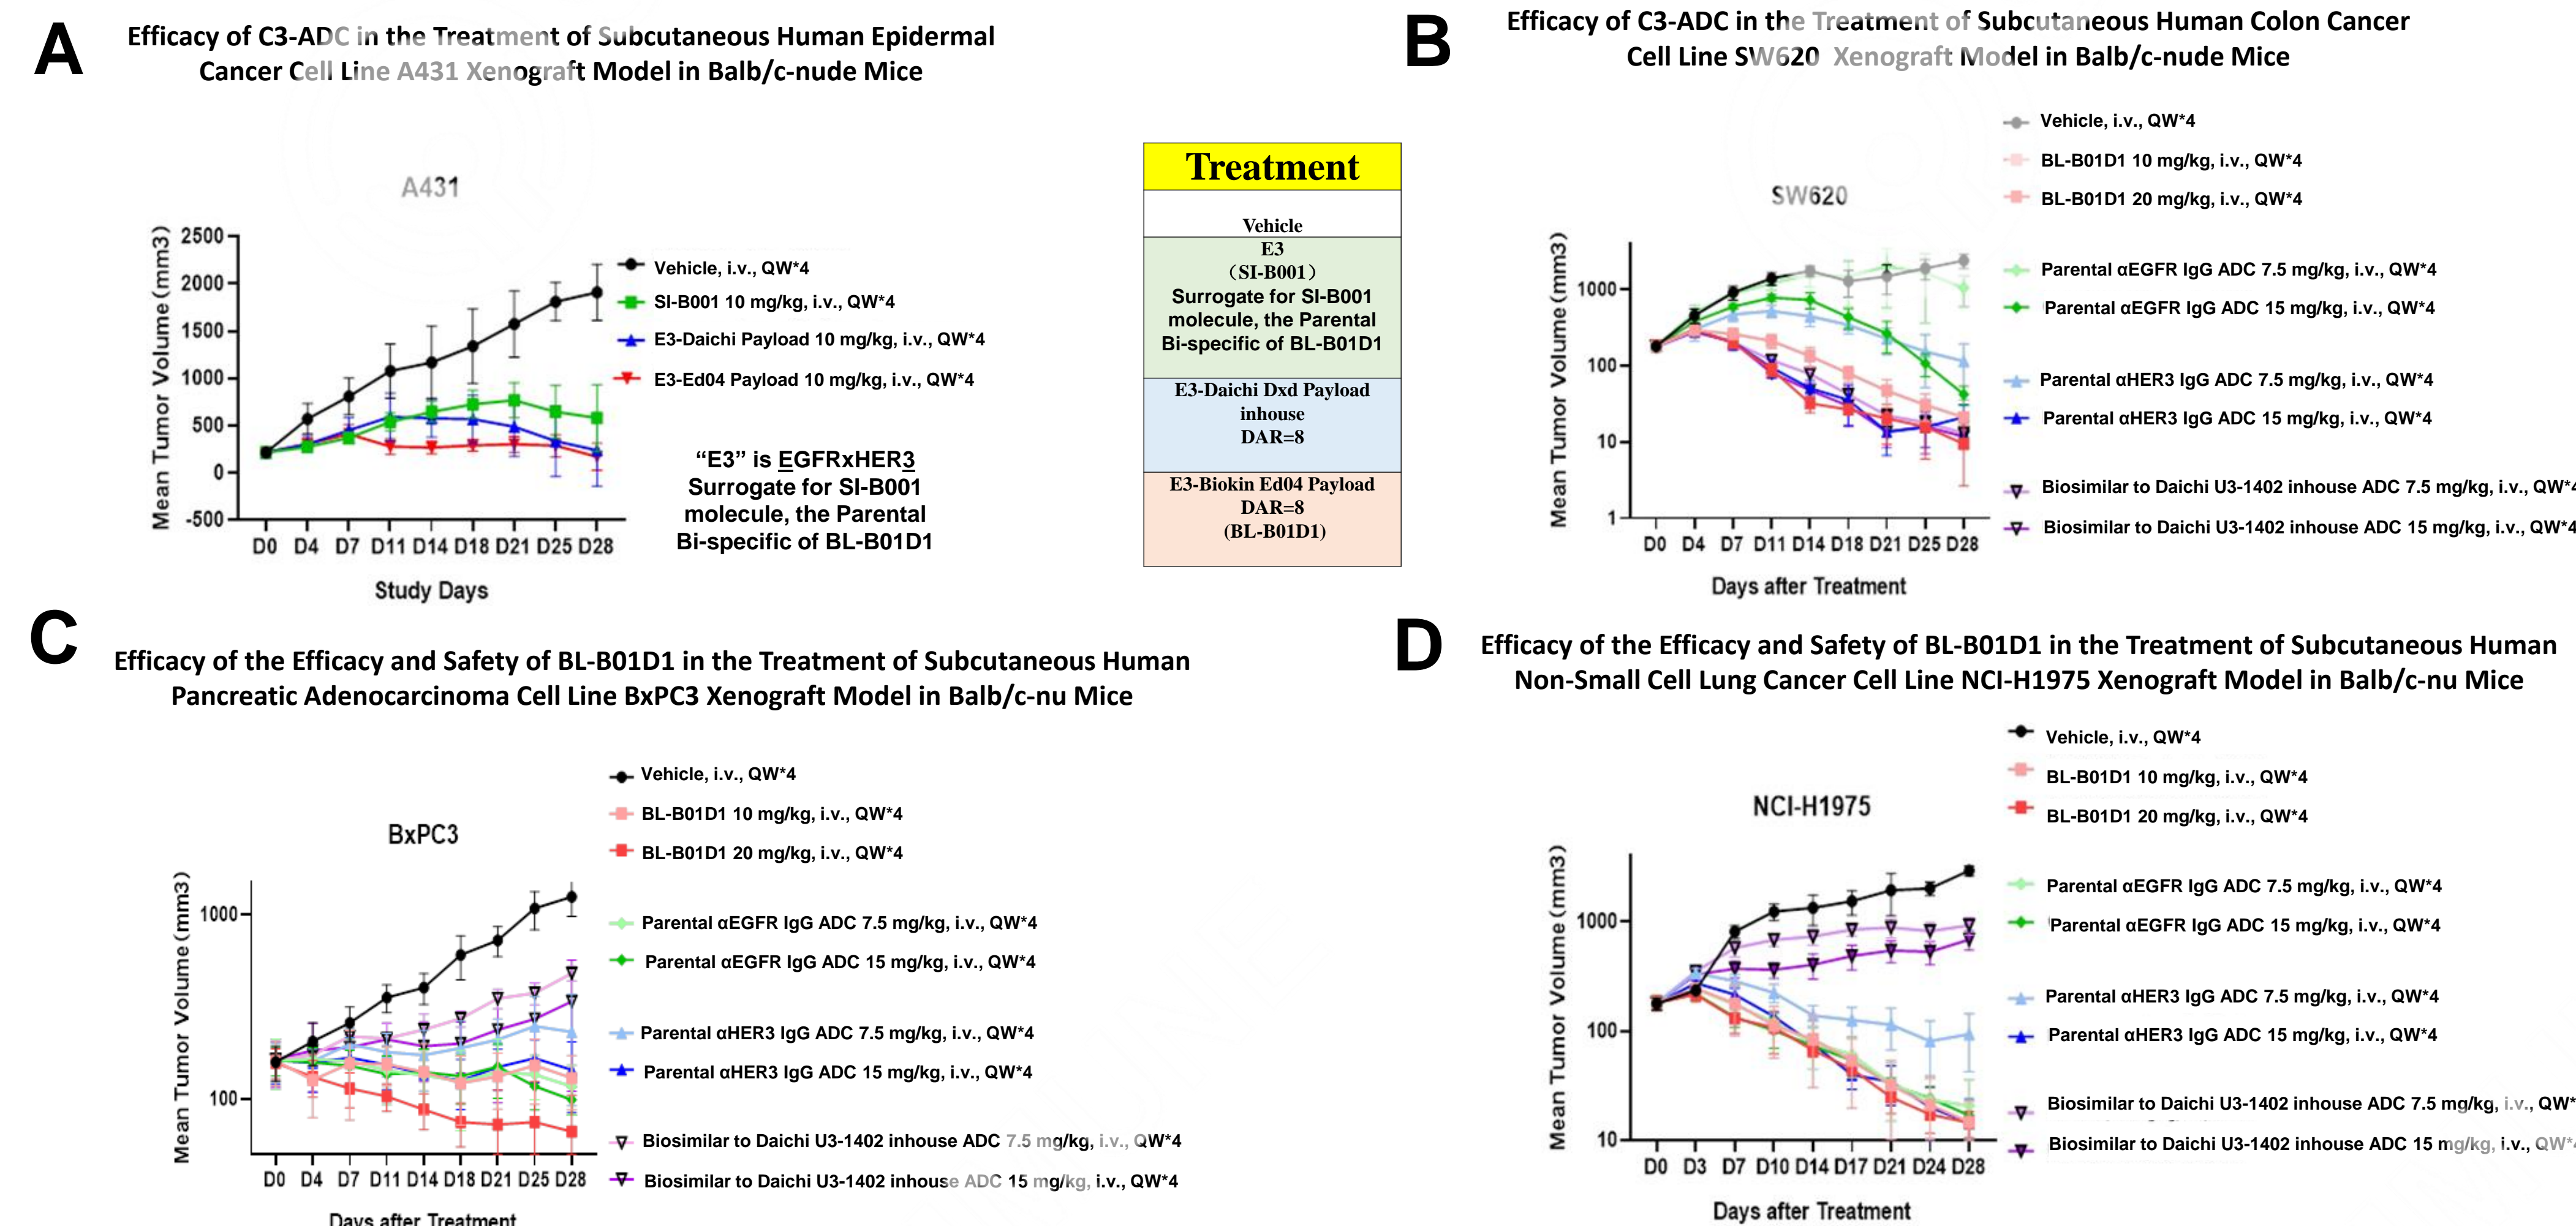 A
Efficacy of C3-ADC in the Treatment of Subcutaneous Human Epidermal
Cancer Cell Line A431 Xenograft Model in Balb/c-nude Mice
A431
Mean Tumor Volume (mm3)
2500
2000
1500
1000
500
0
-500
D0 D4 D7 D11 D14 D18 D21 D25 D28
Study Days
Vehicle, i.v., QW*4
SI-B001 10 mg/kg, i.v., QW*4
E3-Daichi Payload 10 mg/kg, i.v., QW*4
E3-Ed04 Payload 10 mg/kg, i.v., QW*4
“E3” is EGFRxHER3
Surrogate for SI-B001
molecule, the Parental
Bi-specific of BL-B01D1
Treatment
Vehicle
E3
（SI-B001）
Surrogate for SI-B001
molecule, the Parental
Bi-specific of BL-B01D1
E3-Daichi Dxd Payload
inhouse
DAR=8
E3-Biokin Ed04 Payload
DAR=8
(BL-B01D1)
B
Efficacy of C3-ADC in the Treatment of Subcutaneous Human Colon Cancer
Cell Line SW620 Xenograft Model in Balb/c-nude Mice
SW620
Mean Tumor Volume (mm3)
1000
100
10
1
D0 D4 D7 D11 D14 D18 D21 D25 D28
Days after Treatment
Vehicle, i.v., QW*4
BL-B01D1 10 mg/kg, i.v., QW*4
BL-B01D1 20 mg/kg, i.v., QW*4
Parental αEGFR IgG ADC 7.5 mg/kg, i.v., QW*4
Parental αEGFR IgG ADC 15 mg/kg, i.v., QW*4
Parental αHER3 IgG ADC 7.5 mg/kg, i.v., QW*4
Parental αHER3 IgG ADC 15 mg/kg, i.v., QW*4
Biosimilar to Daichi U3-1402 inhouse ADC 7.5 mg/kg, i.v., QW*4
Biosimilar to Daichi U3-1402 inhouse ADC 15 mg/kg, i.v., QW*4
C
Efficacy of the Efficacy and Safety of BL-B01D1 in the Treatment of Subcutaneous Human
Pancreatic Adenocarcinoma Cell Line BxPC3 Xenograft Model in Balb/c-nu Mice
BxPC3
Mean Tumor Volume (mm3)
1000
100
D0 D4 D7 D11 D14 D18 D21 D25 D28
Days after Treatment
Vehicle, i.v., QW*4
BL-B01D1 10 mg/kg, i.v., QW*4
BL-B01D1 20 mg/kg, i.v., QW*4
Parental αEGFR IgG ADC 7.5 mg/kg, i.v., QW*4
Parental αEGFR IgG ADC 15 mg/kg, i.v., QW*4
Parental αHER3 IgG ADC 7.5 mg/kg, i.v., QW*4
Parental αHER3 IgG ADC 15 mg/kg, i.v., QW*4
Biosimilar to Daichi U3-1402 inhouse ADC 7.5 mg/kg, i.v., QW*4
Biosimilar to Daichi U3-1402 inhouse ADC 15 mg/kg, i.v., QW*4
D
Efficacy of the Efficacy and Safety of BL-B01D1 in the Treatment of Subcutaneous Human
Non-Small Cell Lung Cancer Cell Line NCI-H1975 Xenograft Model in Balb/c-nu Mice
NCI-H1975
Mean Tumor Volume (mm3)
1000
100
10
D0 D3 D7 D10 D14 D17 D21 D24 D28
Days after Treatment
Vehicle, i.v., QW*4
BL-B01D1 10 mg/kg, i.v., QW*4
BL-B01D1 20 mg/kg, i.v., QW*4
Parental αEGFR IgG ADC 7.5 mg/kg, i.v., QW*4
Parental αEGFR IgG ADC 15 mg/kg, i.v., QW*4
Parental αHER3 IgG ADC 7.5 mg/kg, i.v., QW*4
Parental αHER3 IgG ADC 15 mg/kg, i.v., QW*4
Biosimilar to Daichi U3-1402 inhouse ADC 7.5 mg/kg, i.v., QW*
Biosimilar to Daichi U3-1402 inhouse ADC 15 mg/kg, i.v., QW*